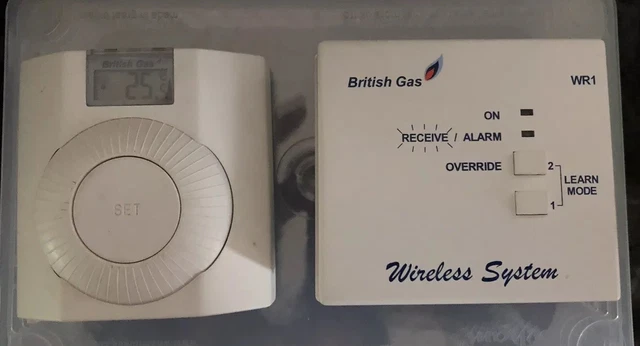 British Gas
25
SET
British Gas
WR1
ON
RECEIVE / ALARM
OVERRIDE
2
LEARN
MODE
1
Wireless System